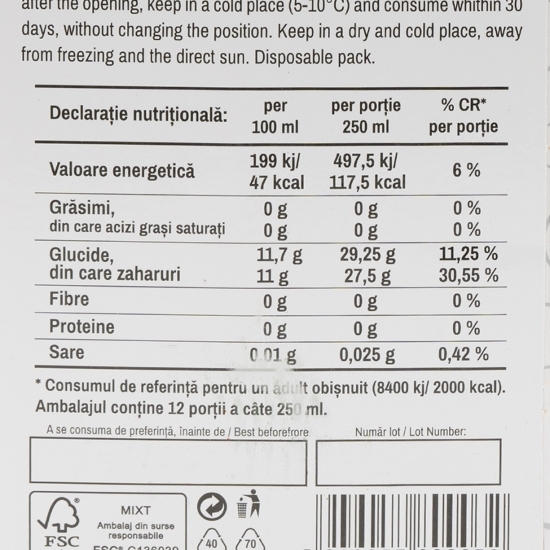 after the opening, keep in a cold place (5-10°C) and consume whithin 30
days, without changing the position. Keep in a dry and cold place, away
from freezing and the direct sun. Disposable pack.
Declarație nutrițională: per 100 ml per porție 250 ml % CR* per porție
Valoare energetică 199 kj/ 47 kcal 497,5 kj/ 117,5 kcal 6 %
Grăsimi, 0 g 0 g 0 %
din care acizi grași saturați 0 g 0 g 0 %
Glucide, 11,7 g 29,25 g 11,25 %
din care zaharuri 11 g 27,5 g 30,55 %
Fibre 0 g 0 g 0 %
Proteine 0 g 0 g 0 %
Sare 0.01 g 0,025 g 0,42 %
* Consumul de referință pentru un adult obișnuit (8400 kj/ 2000 kcal).
Ambalajul conține 12 porții a câte 250 ml.
A se consuma de preferință, înainte de / Best beforefrore
Număr lot / Lot Number:
FSC
MIXT
Ambalaj din surse
responsabile
40
70